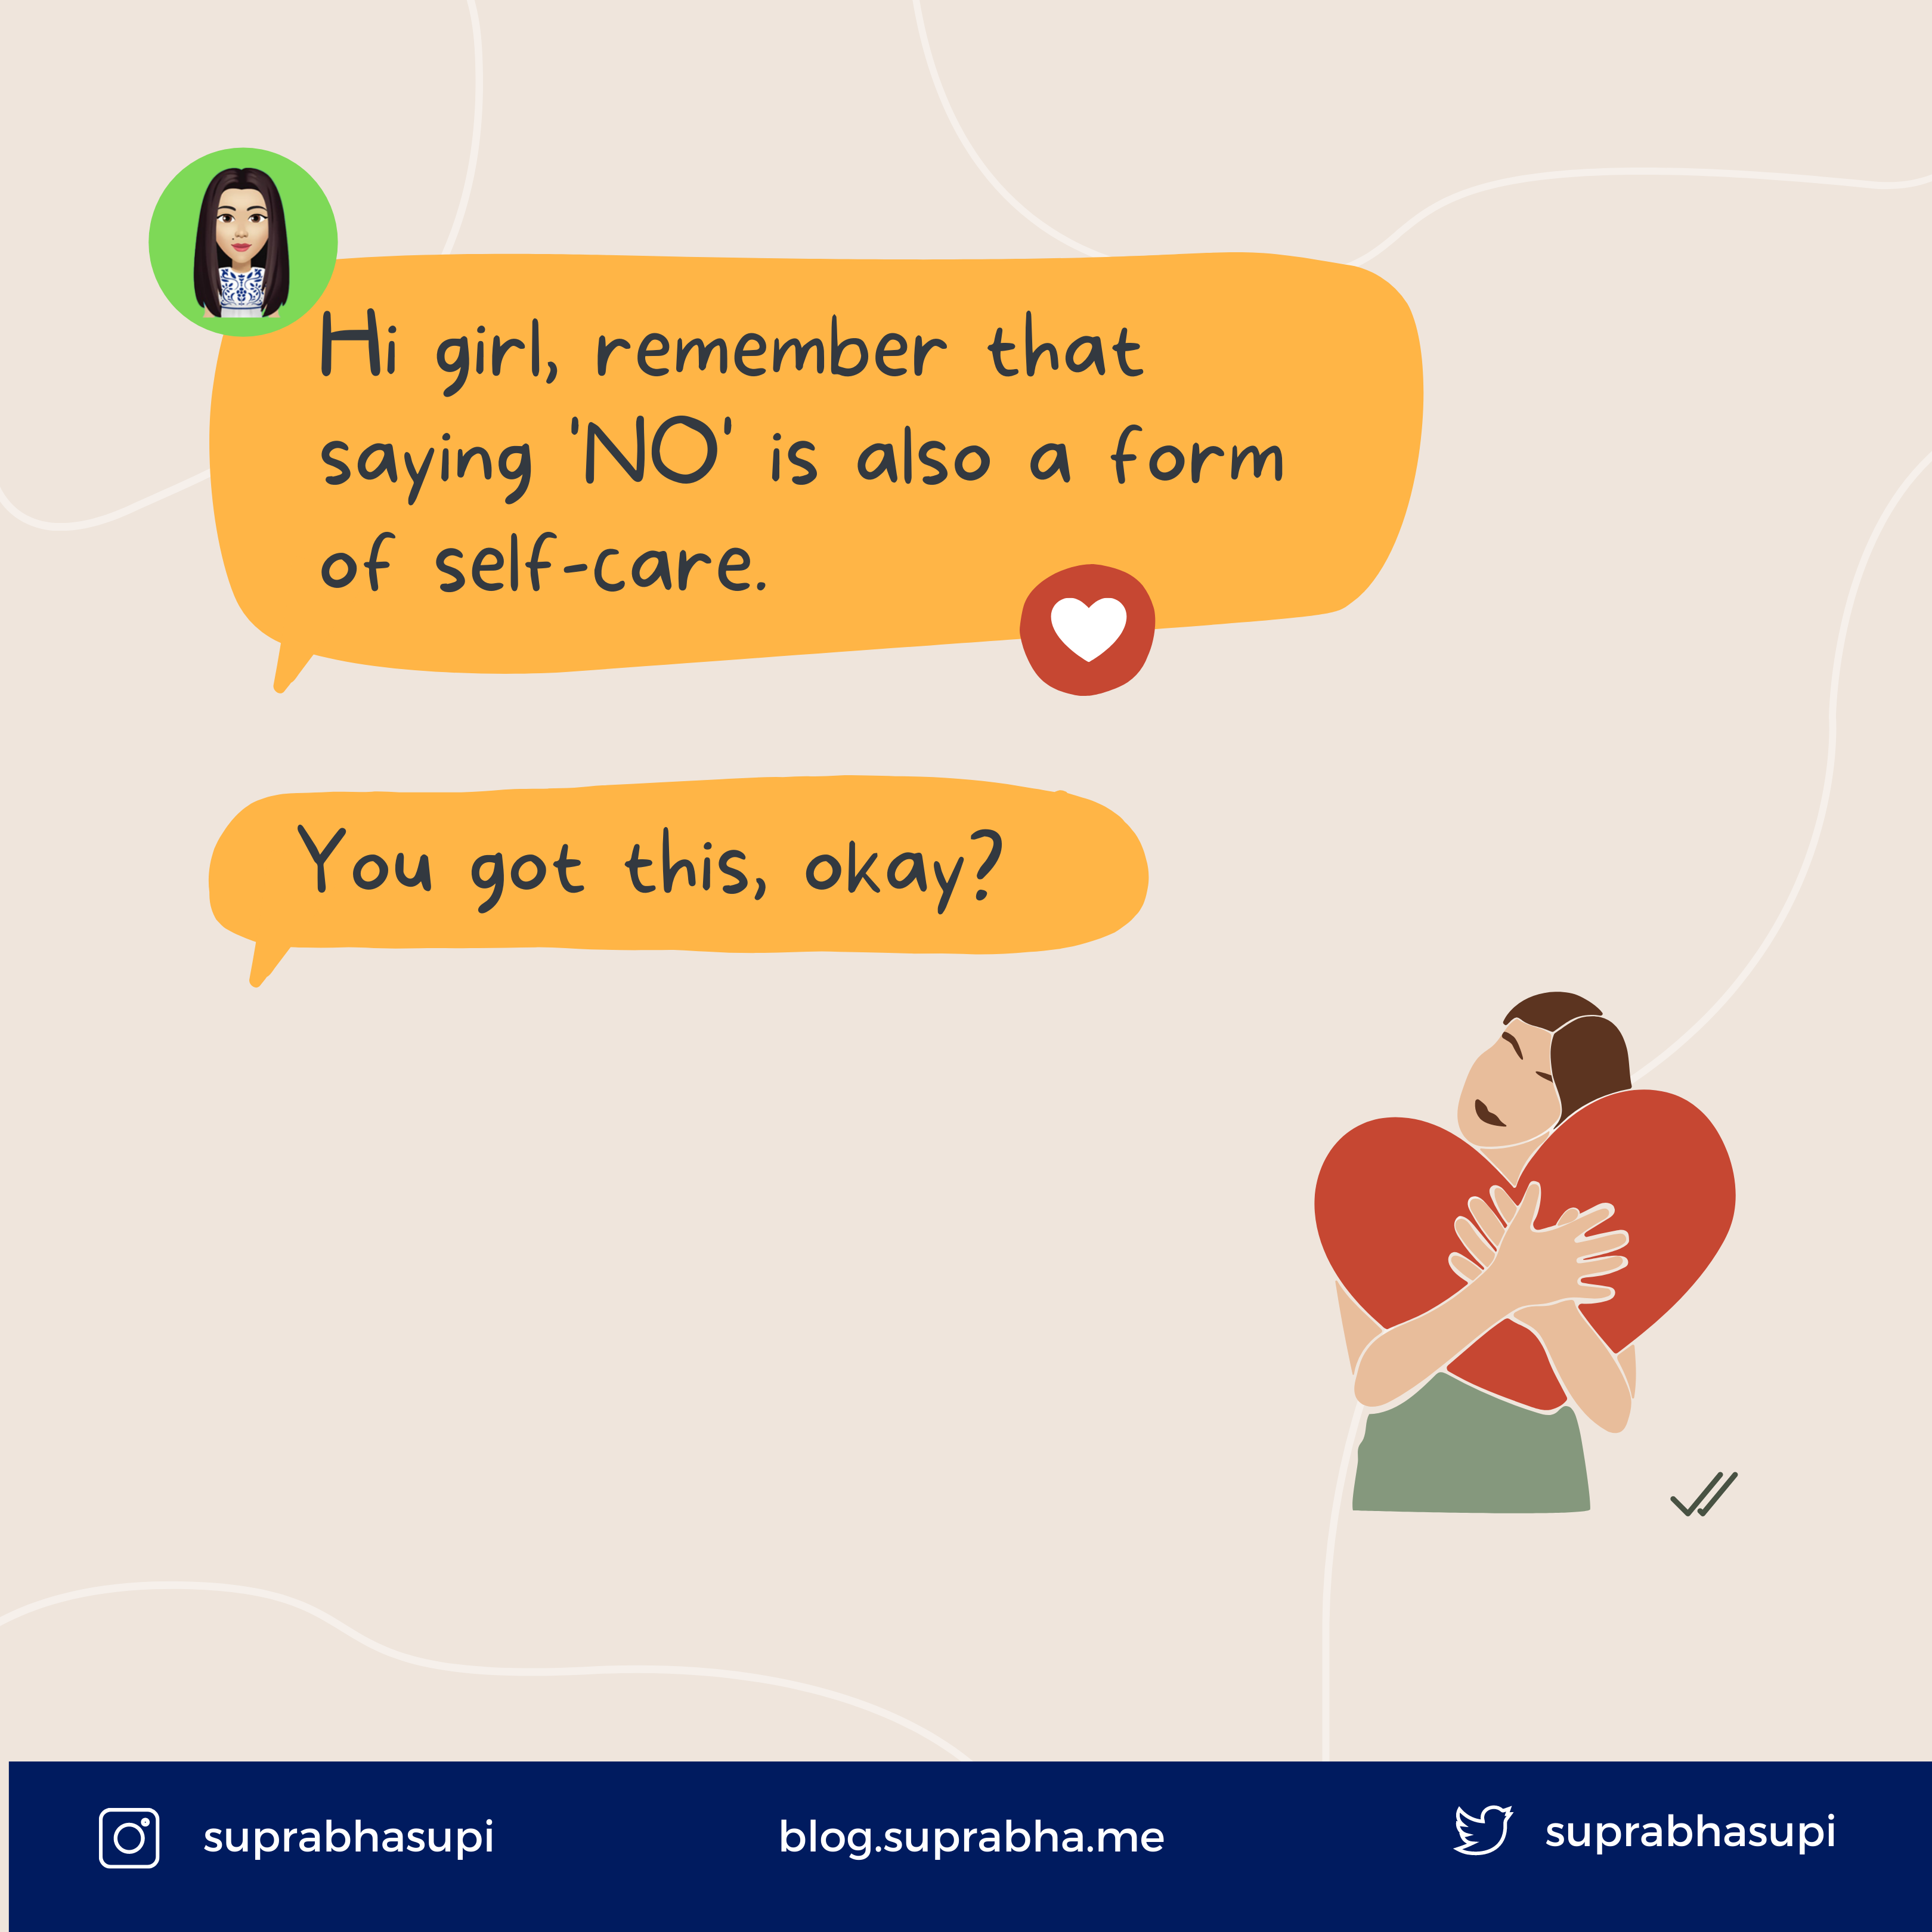 Hi girl, remember that
saying 'NO' is also a form
of self-care.
You got this, okay?
suprabhasupi
blog.suprabha.me
suprabhasupi